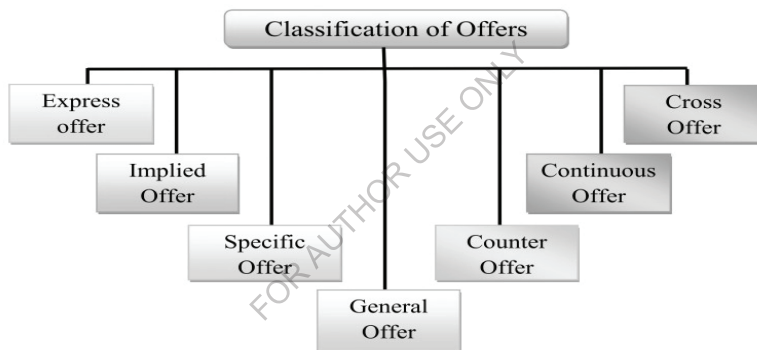 Classification of Offers
Express
offer
Implied
Offer
Specific
Offer
General
Offer
Counter
Offer
Continuous
Offer
Cross
Offer
FOR AUTHOR USE ONLY